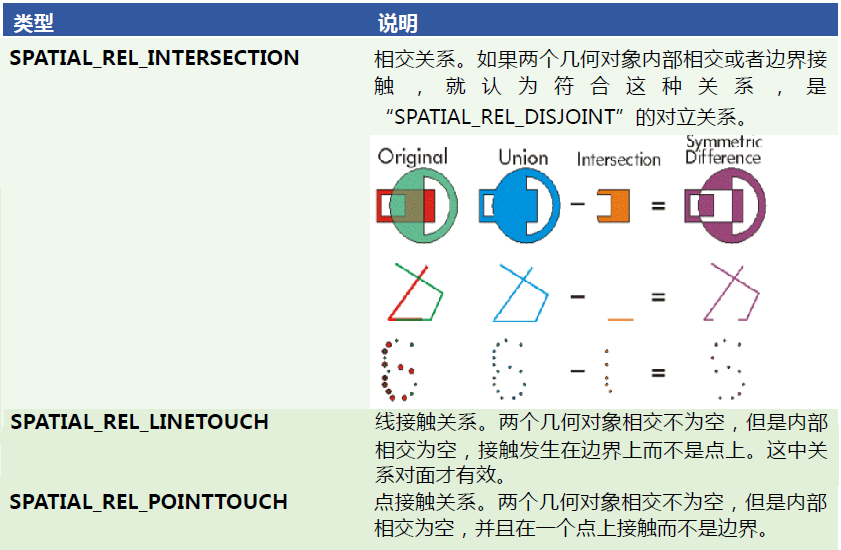 类型 说明
SPATIAL_REL_INTERSECTION 相交关系。如果两个几何对象内部相交或者边界接
触，就认为符合这种关系，是
“SPATIAL_REL_DISJOINT”的对立关系。
Original Union Intersection Symmetric
Difference
− =
− =
− =
SPATIAL_REL_LINETOUCH 线接触关系。两个几何对象相交不为空，但是内部
相交为空，接触发生在边界上而不是点上。这中关
系对面才有效。
SPATIAL_REL_POINTTOUCH 点接触关系。两个几何对象相交不为空，但是内部
相交为空，并且在一个点上接触而不是边界。